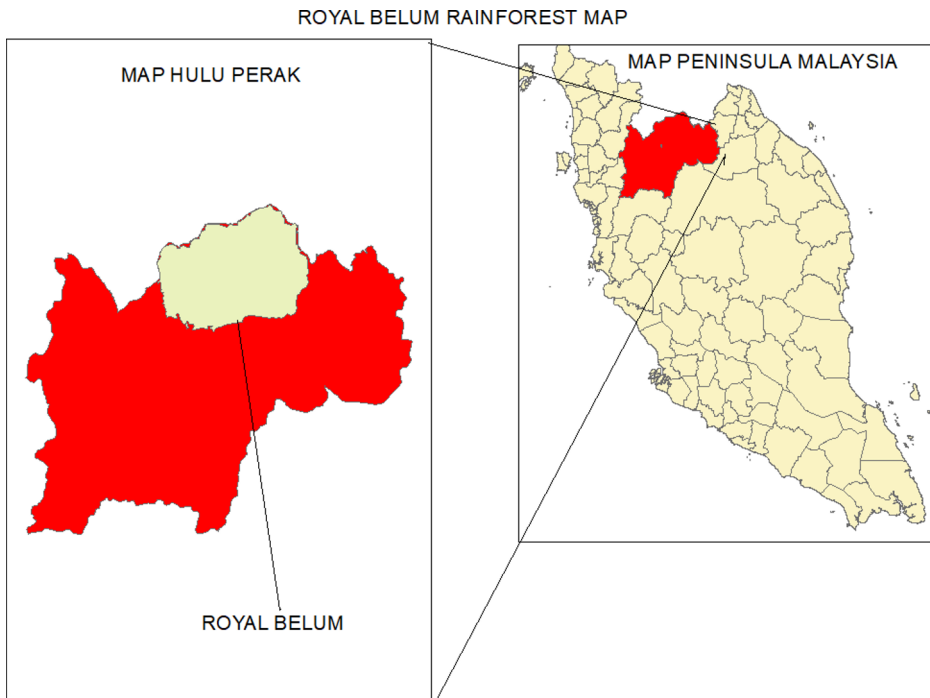 ROYAL BELUM RAINFOREST MAP
MAP HULU PERAK
MAP PENINSULA MALAYSIA
ROYAL BELUM